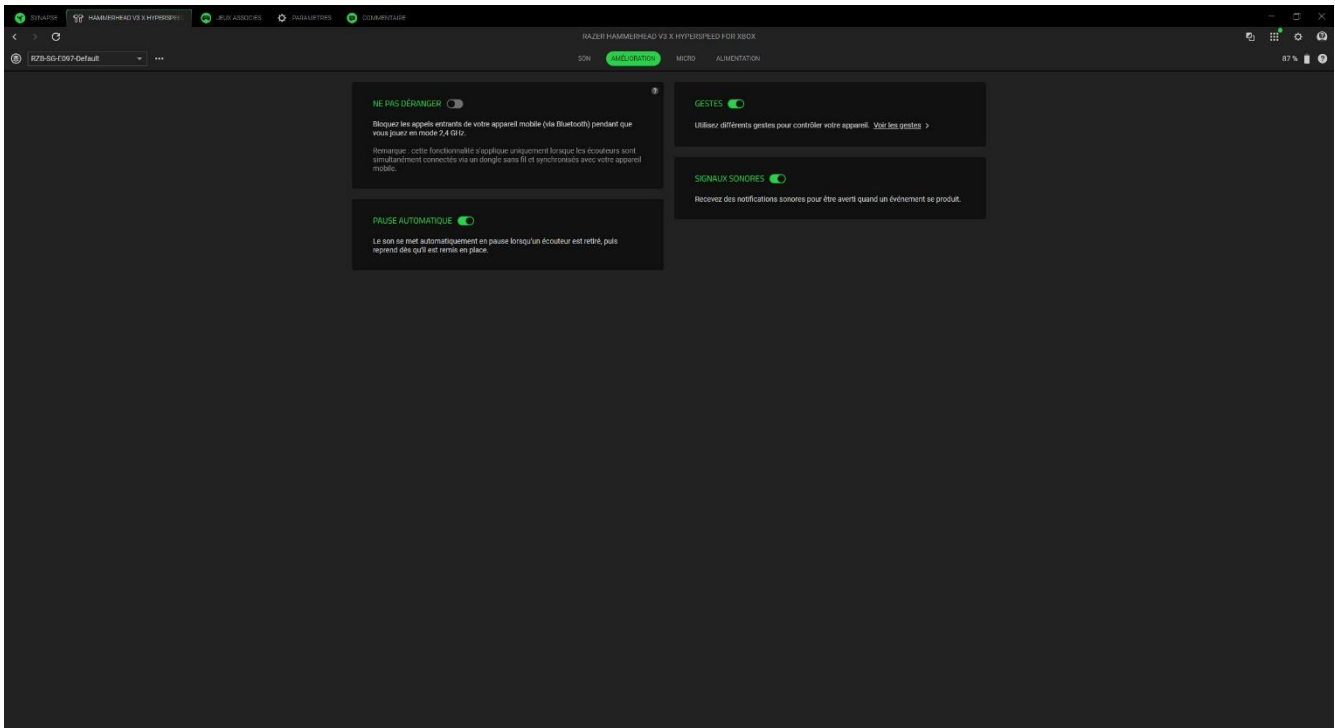 SYNAPSE
HAMMERHEAD V3 X HYPERSPEE
JEUX ASSOCIÉS
PARAMÈTRES
COMMENTAIRE
RAZER HAMMERHEAD V3 X HYPERSPEED FOR XBOX
RZB-SG-E097-Default
SON
AMÉLIORATION
MICRO
ALIMENTATION
87 %
NE PAS DÉRANGER
Bloquez les appels entrants de votre appareil mobile (via Bluetooth) pendant que
vous jouez en mode 2,4 GHz.
Remarque : cette fonctionnalité s'applique uniquement lorsque les écouteurs sont
simultanément connectés via un dongle sans fil et synchronisés avec votre appareil
mobile.
PAUSE AUTOMATIQUE
Le son se met automatiquement en pause lorsqu'un écouteur est retiré, puis
reprend dès qu'il est remis en place.
GESTES
Utilisez différents gestes pour contrôler votre appareil. Voir les gestes >
SIGNAUX SONORES
Recevez des notifications sonores pour être averti quand un événement se produit.